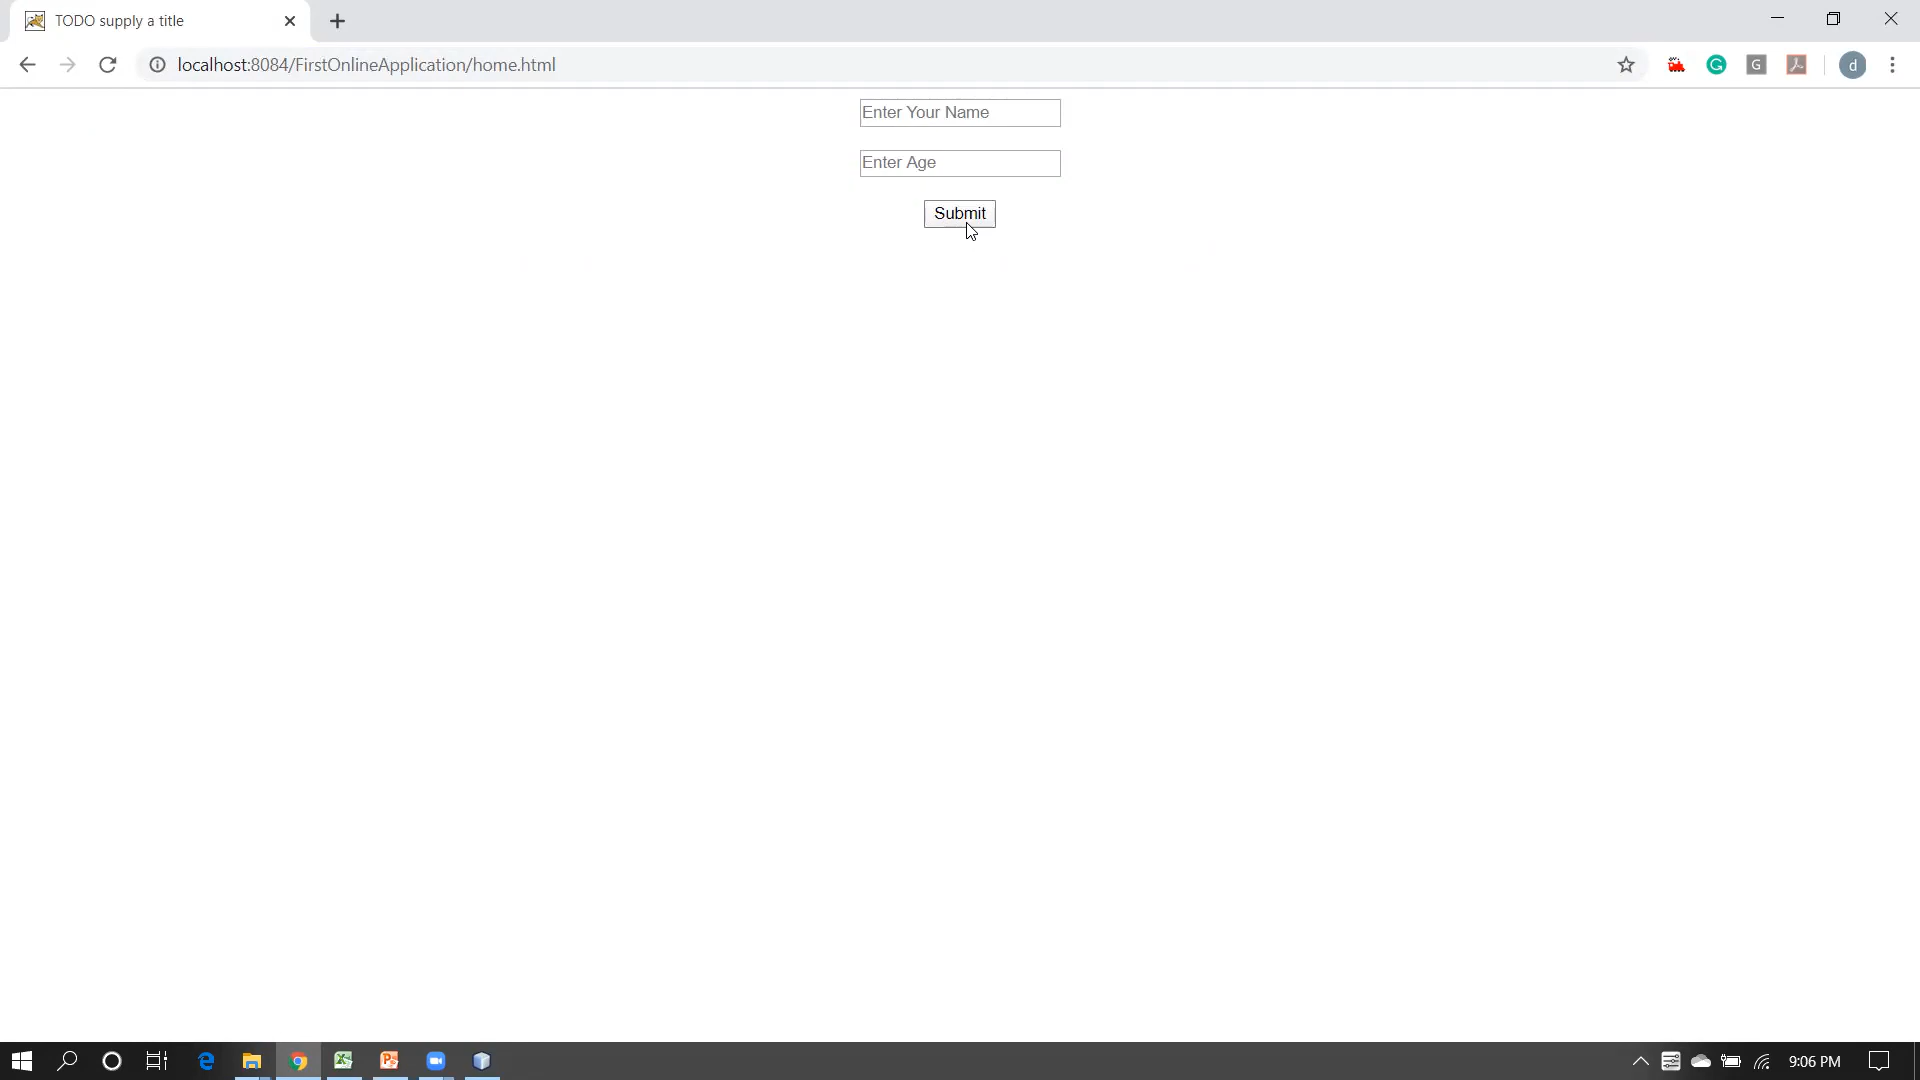 TODO supply a title
localhost:8084/FirstOnlineApplication/home.html
d
Enter Your Name
Enter Age
Submit
9:06 PM